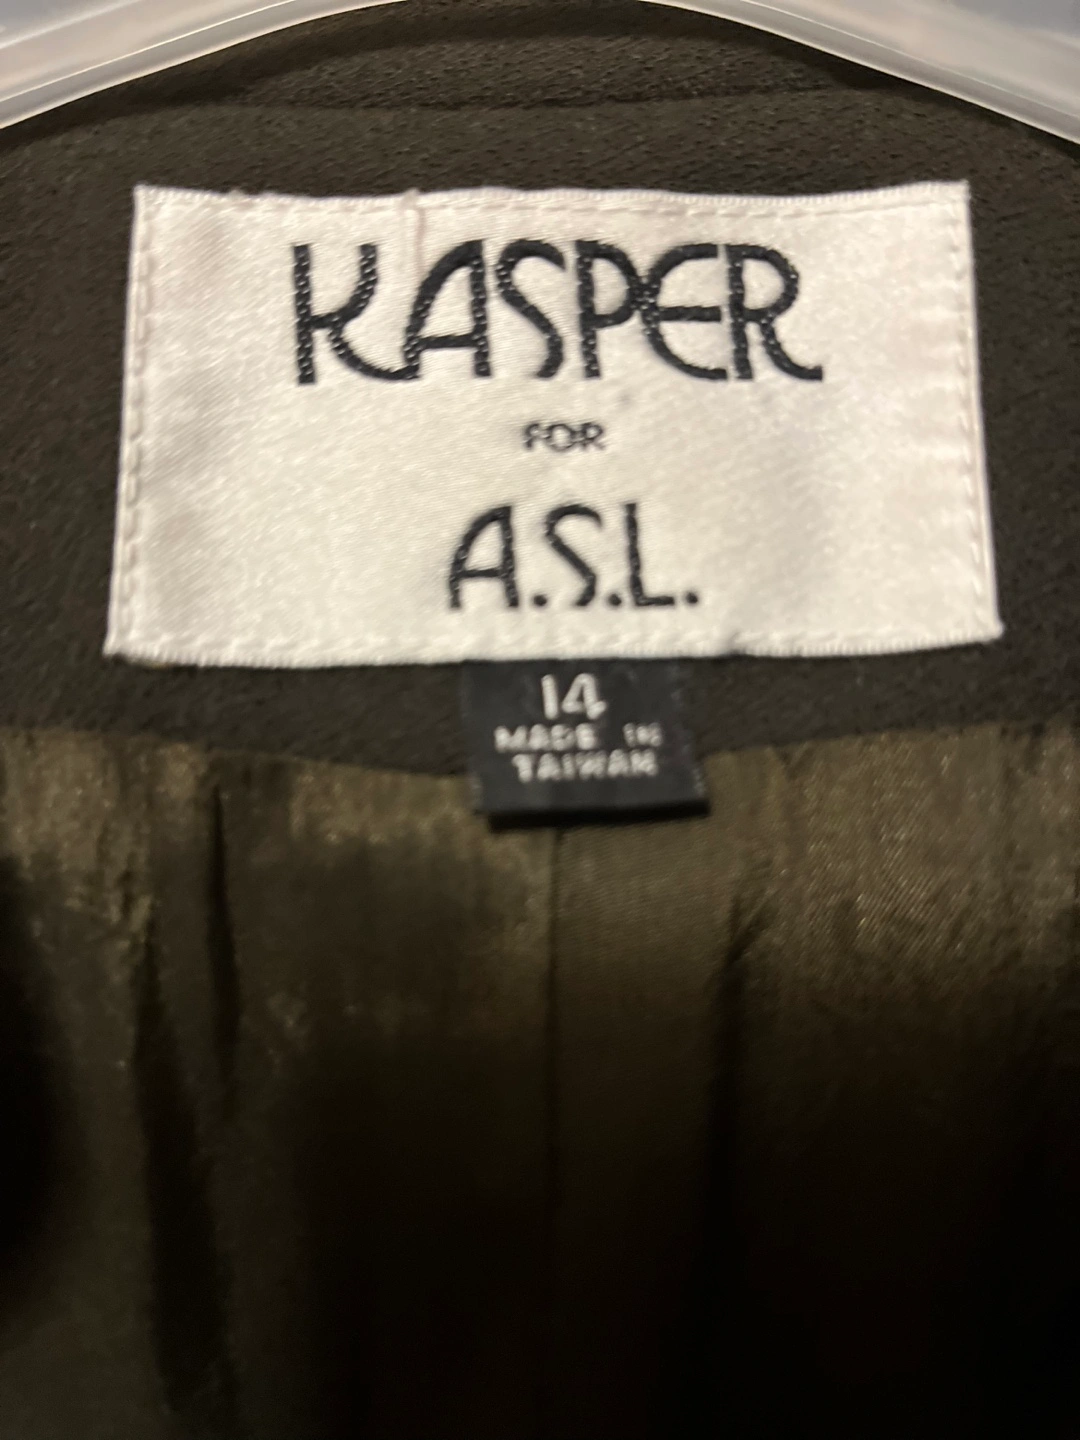 KASPER
FOR
A.S.L.
14
MADE IN
TAIWAN